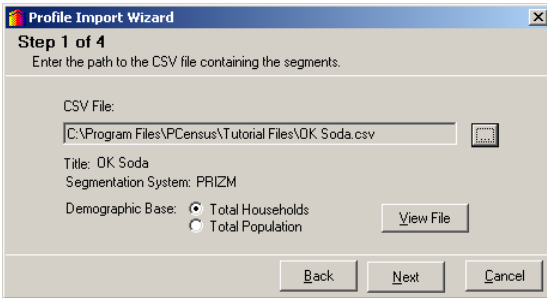 Profile Import Wizard
Step 1 of 4
Enter the path to the CSV file containing the segments.
CSV File:
C:\Program Files\PCensus\Tutorial Files\OK Soda.csv
...
Title: OK Soda
Segmentation System: PRIZM
Demographic Base: Total Households
Total Population
View File
Back Next Cancel